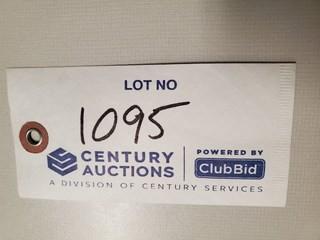 LOT NO
1095
CENTURY AUCTIONS
POWERED BY
ClubBid
A DIVISION OF CENTURY SERVICES